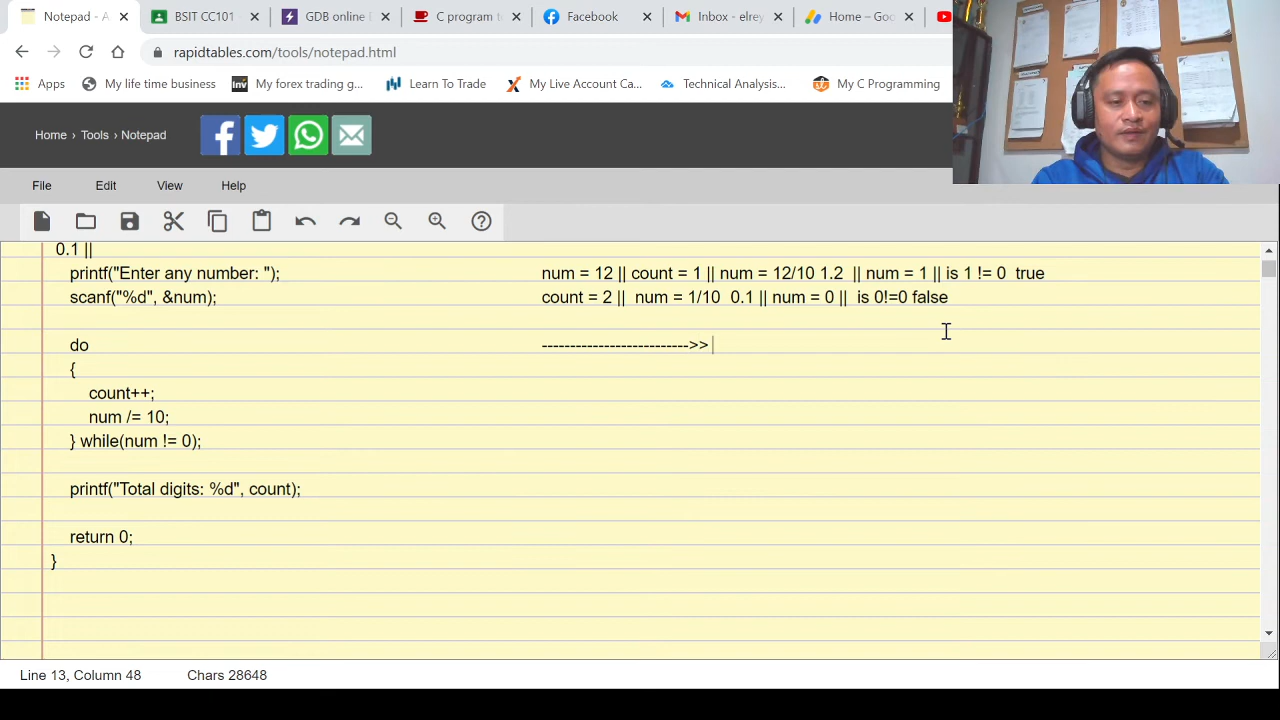 Notepad - A
BSIT CC101
GDB online D
C program t
Facebook
Inbox - elre
Home – Goo
rapidtables.com/tools/notepad.html
Apps
My life time business
My forex trading g...
Learn To Trade
My Live Account Ca...
Technical Analysis...
My C Programming
Home › Tools › Notepad
File Edit View Help
0.1 ||
printf("Enter any number: "); num = 12 || count = 1 || num = 12/10 1.2 || num = 1 || is 1 != 0 true
scanf("%d", &num); count = 2 || num = 1/10 0.1 || num = 0 || is 0!=0 false
do -------------------------->>
{
count++;
num /= 10;
} while(num != 0);
printf("Total digits: %d", count);
return 0;
}
Line 13, Column 48 Chars 28648